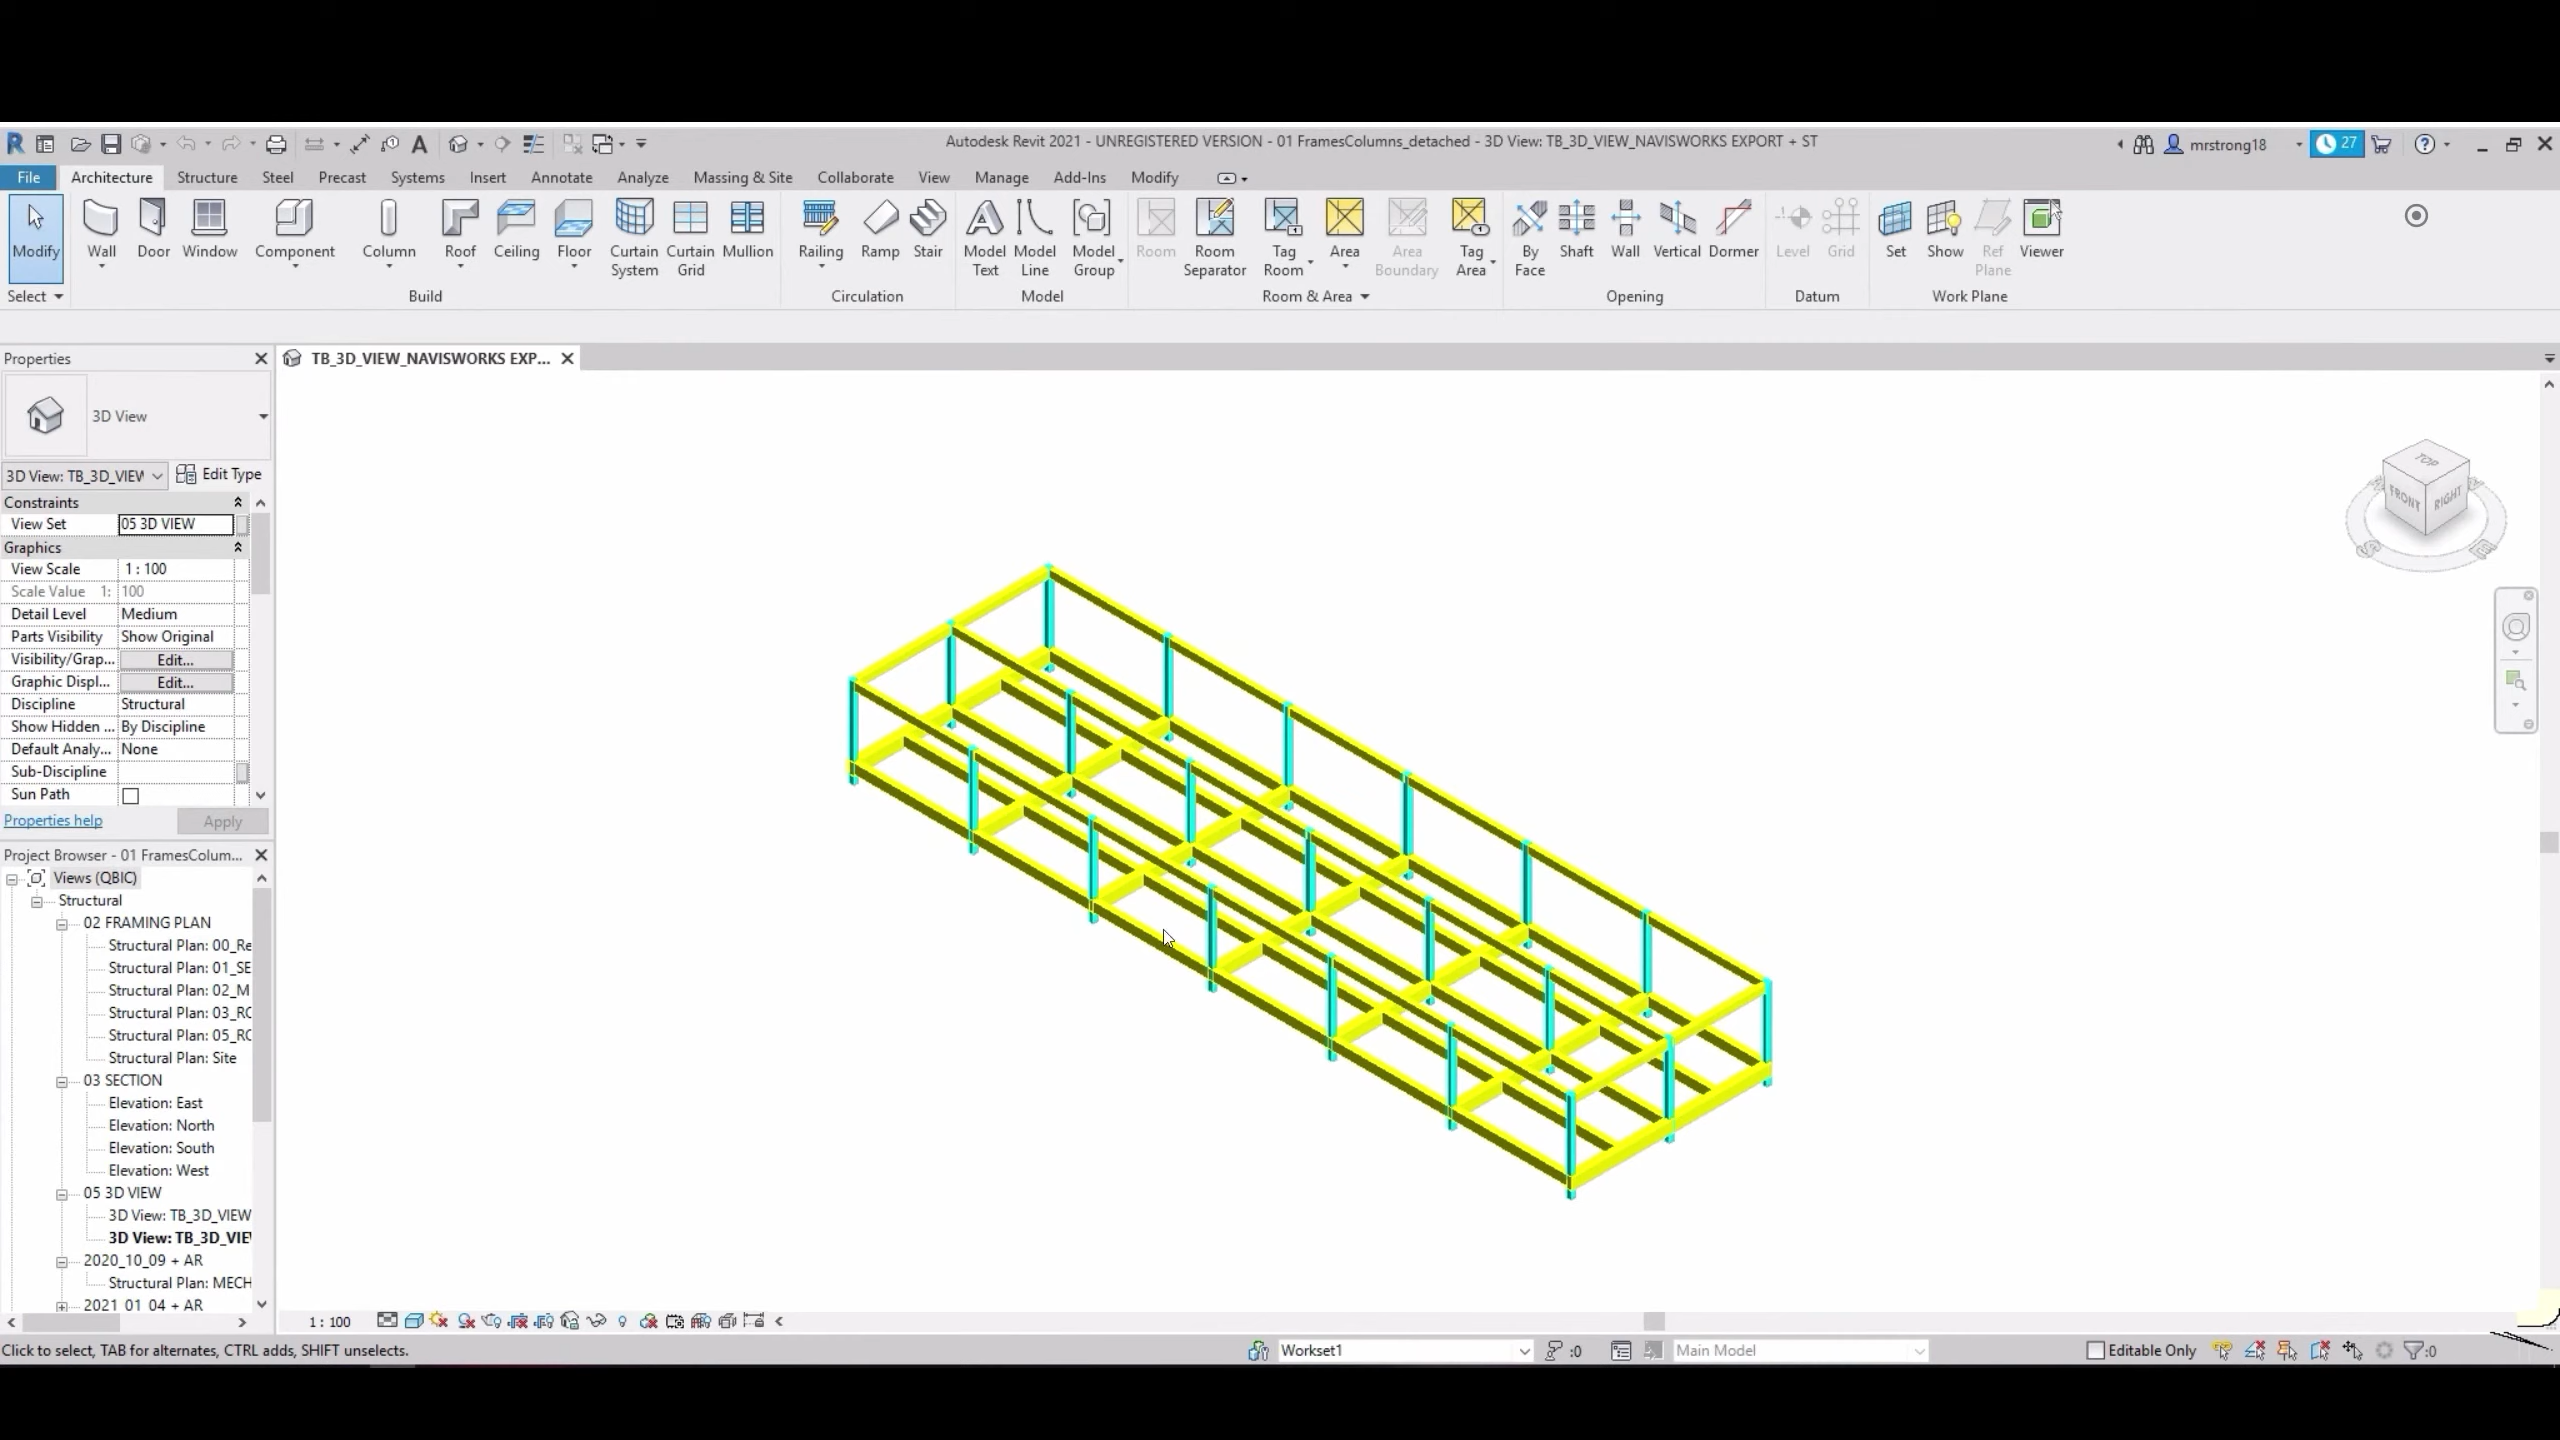 Autodesk Revit 2021 - UNREGISTERED VERSION - 01 FramesColumns_detached - 3D View: TB_3D_VIEW_NAVISWORKS EXPORT + ST
mrstrong18
27
File Architecture Structure Steel Precast Systems Insert Annotate Analyze Massing & Site Collaborate View Manage Add-Ins Modify
Modify Wall Door Window Component Column Roof Ceiling Floor Curtain System Curtain Grid Mullion Railing Ramp Stair Model Text Model Line Model Group Room Room Separator Tag Room Area Area Boundary Tag Area By Face Shaft Wall Vertical Dormer Level Grid Set Show Ref Plane Viewer
Select Build Circulation Model Room & Area Opening Datum Work Plane
Properties
TB_3D_VIEW_NAVISWORKS EXP...
3D View
3D View: TB_3D_VIEW Edit Type
Constraints
View Set 05 3D VIEW
Graphics
View Scale 1 : 100
Scale Value 1: 100
Detail Level Medium
Parts Visibility Show Original
Visibility/Grap... Edit...
Graphic Displ... Edit...
Discipline Structural
Show Hidden ... By Discipline
Default Analy... None
Sub-Discipline
Sun Path
Properties help Apply
TOP
FRONT
RIGHT
S
E
Project Browser - 01 FramesColum...
Views (QBIC)
Structural
02 FRAMING PLAN
Structural Plan: 00_Re
Structural Plan: 01_SE
Structural Plan: 02_M
Structural Plan: 03_RC
Structural Plan: 05_RC
Structural Plan: Site
03 SECTION
Elevation: East
Elevation: North
Elevation: South
Elevation: West
05 3D VIEW
3D View: TB_3D_VIEW
3D View: TB_3D_VIE
2020_10_09 + AR
Structural Plan: MECH
2021 01 04 + AR
1 : 100
Click to select, TAB for alternates, CTRL adds, SHIFT unselects.
Workset1
:0
Main Model
Editable Only
:0